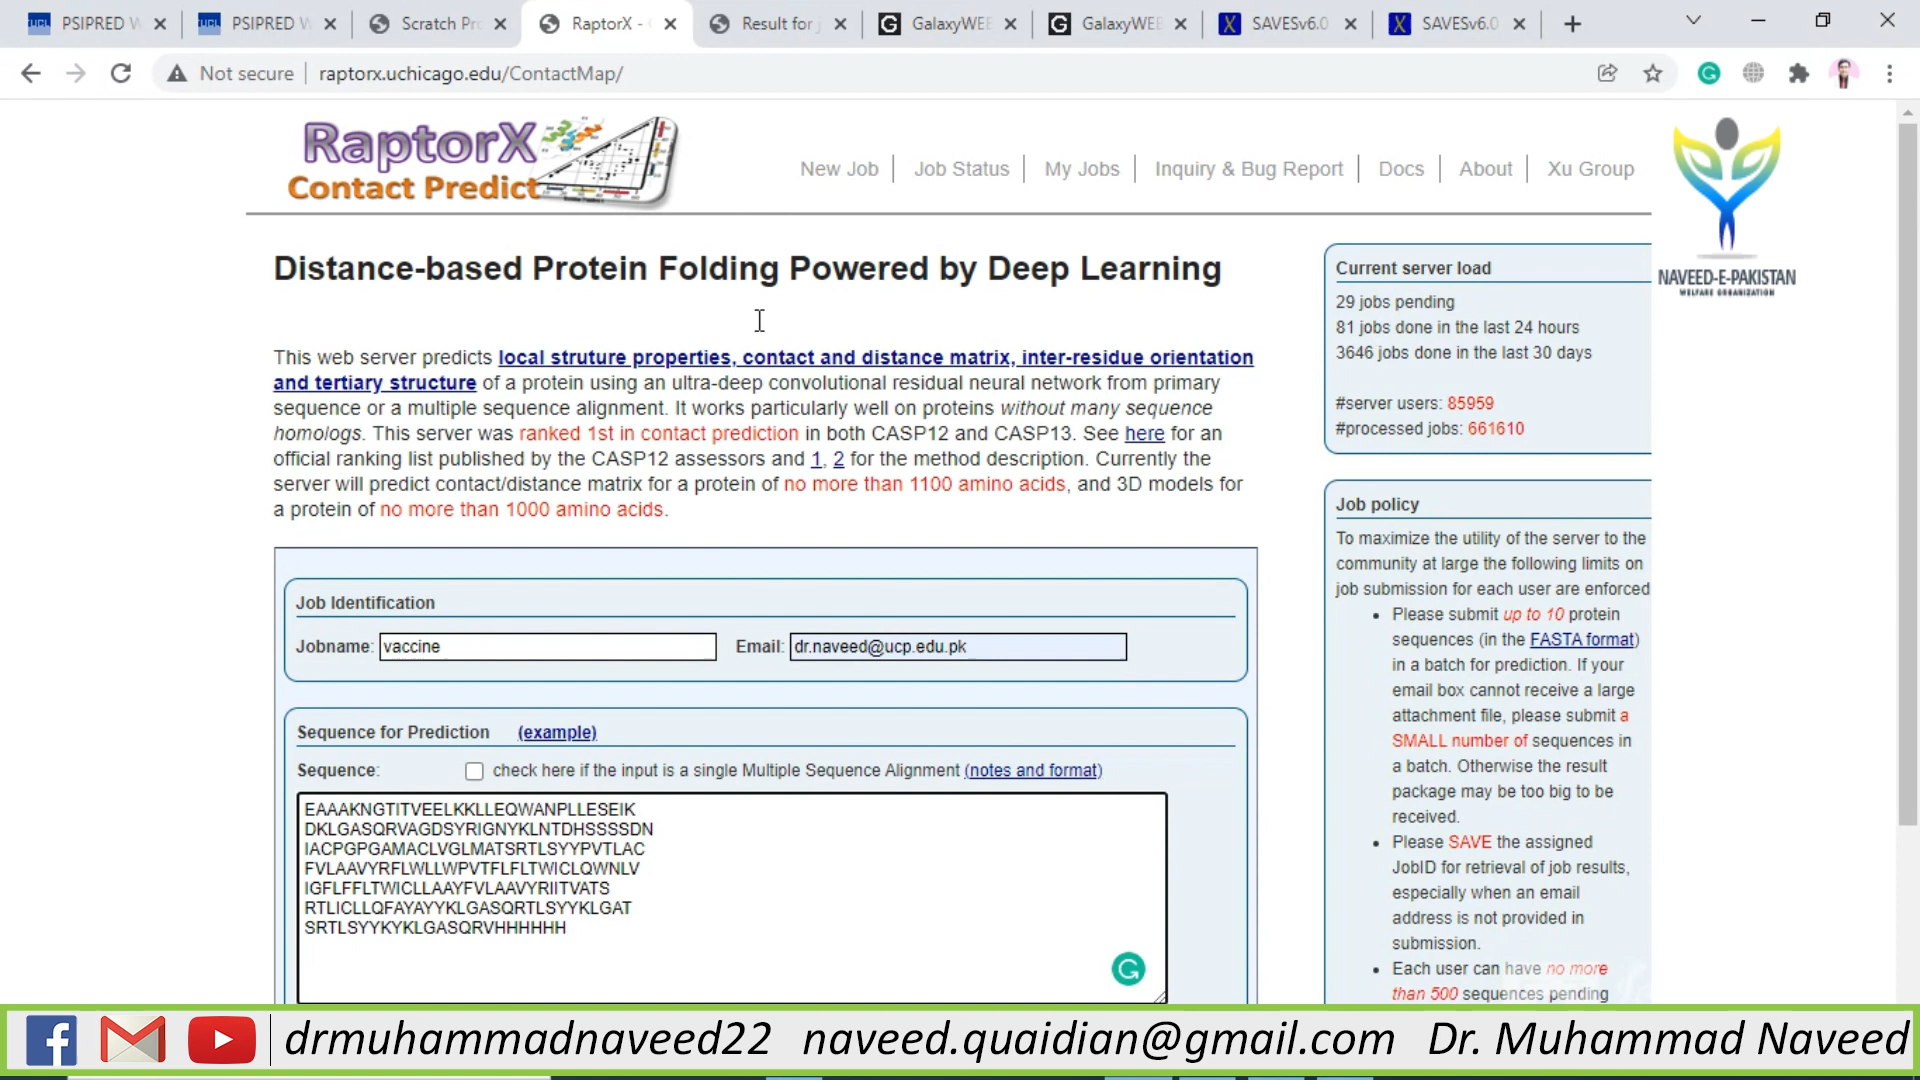 PSIPRED W
PSIPRED W
Scratch Pro
RaptorX -
Result for j
GalaxyWEB
GalaxyWEB
SAVESv6.0
SAVESv6.0
Not secure
raptorx.uchicago.edu/ContactMap/
RaptorX
Contact Predict
New Job
Job Status
My Jobs
Inquiry & Bug Report
Docs
About
Xu Group
NAVEED-E-PAKISTAN
WELFARE ORGANIZATION
Distance-based Protein Folding Powered by Deep Learning
This web server predicts local struture properties, contact and distance matrix, inter-residue orientation
and tertiary structure of a protein using an ultra-deep convolutional residual neural network from primary
sequence or a multiple sequence alignment. It works particularly well on proteins without many sequence
homologs. This server was ranked 1st in contact prediction in both CASP12 and CASP13. See here for an
official ranking list published by the CASP12 assessors and 1, 2 for the method description. Currently the
server will predict contact/distance matrix for a protein of no more than 1100 amino acids, and 3D models for
a protein of no more than 1000 amino acids.
Job Identification
Jobname: vaccine
Email: dr.naveed@ucp.edu.pk
Sequence for Prediction (example)
Sequence: check here if the input is a single Multiple Sequence Alignment (notes and format)
EAAAKNGTITVEELKKLLEQWANPLLESEIK
DKLGASQRVAGDSYRIGNYKLNTDHSSSSDN
IACPGPGAMACLVGLMATSRTLSYYPVTLAC
FVLAAVYRFLWLLWPVTFLFLTWICLQWNLV
IGFLFFLTWICLLAAYFVLAAVYRIITVATS
RTLICLLQFAYAYYKLGASQRTLSYYKLGAT
SRTLSYYKYKLGASQRVHHHHHH
Current server load
29 jobs pending
81 jobs done in the last 24 hours
3646 jobs done in the last 30 days
#server users: 85959
#processed jobs: 661610
Job policy
To maximize the utility of the server to the
community at large the following limits on
job submission for each user are enforced
Please submit up to 10 protein
sequences (in the FASTA format)
in a batch for prediction. If your
email box cannot receive a large
attachment file, please submit a
SMALL number of sequences in
a batch. Otherwise the result
package may be too big to be
received.
Please SAVE the assigned
JobID for retrieval of job results,
especially when an email
address is not provided in
submission.
Each user can have no more
than 500 sequences pending
drmuhammadnaveed22 naveed.quaidian@gmail.com Dr. Muhammad Naveed